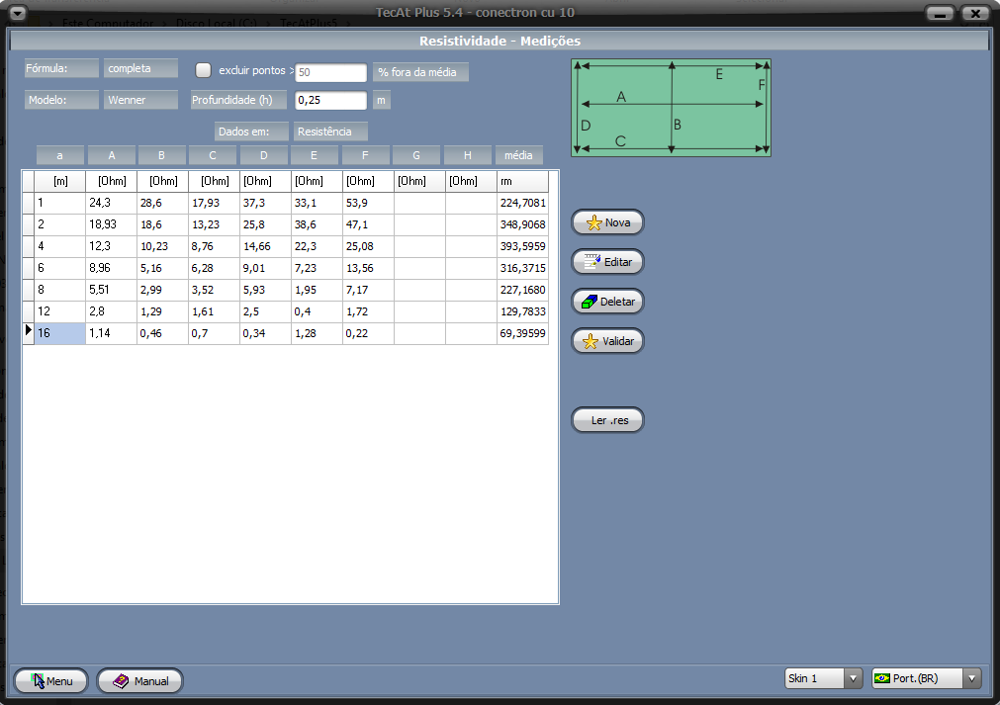 TecAt Plus 5.4 - conectron cu 10
Este Computador Disco Local (C:) TecAtPlus5
Resistividade - Medições
Fórmula: completa excluir pontos > 50 % fora da média
Modelo: Wenner Profundidade (h) 0,25 m
Dados em: Resistência
a A B C D E F G H média
[m] [Ohm] [Ohm] [Ohm] [Ohm] [Ohm] [Ohm] [Ohm] [Ohm] rm
1 24,3 28,6 17,93 37,3 33,1 53,9 224,7081
2 18,93 18,6 13,23 25,8 38,6 47,1 348,9068
4 12,3 10,23 8,76 14,66 22,3 25,08 393,5959
6 8,96 5,16 6,28 9,01 7,23 13,56 316,3715
8 5,51 2,99 3,52 5,93 1,95 7,17 227,1680
12 2,8 1,29 1,61 2,5 0,4 1,72 129,7833
16 1,14 0,46 0,7 0,34 1,28 0,22 69,39599
E
F
A
D B
C
Nova
Editar
Deletar
Validar
Ler .res
Menu Manual Skin 1 Port.(BR)